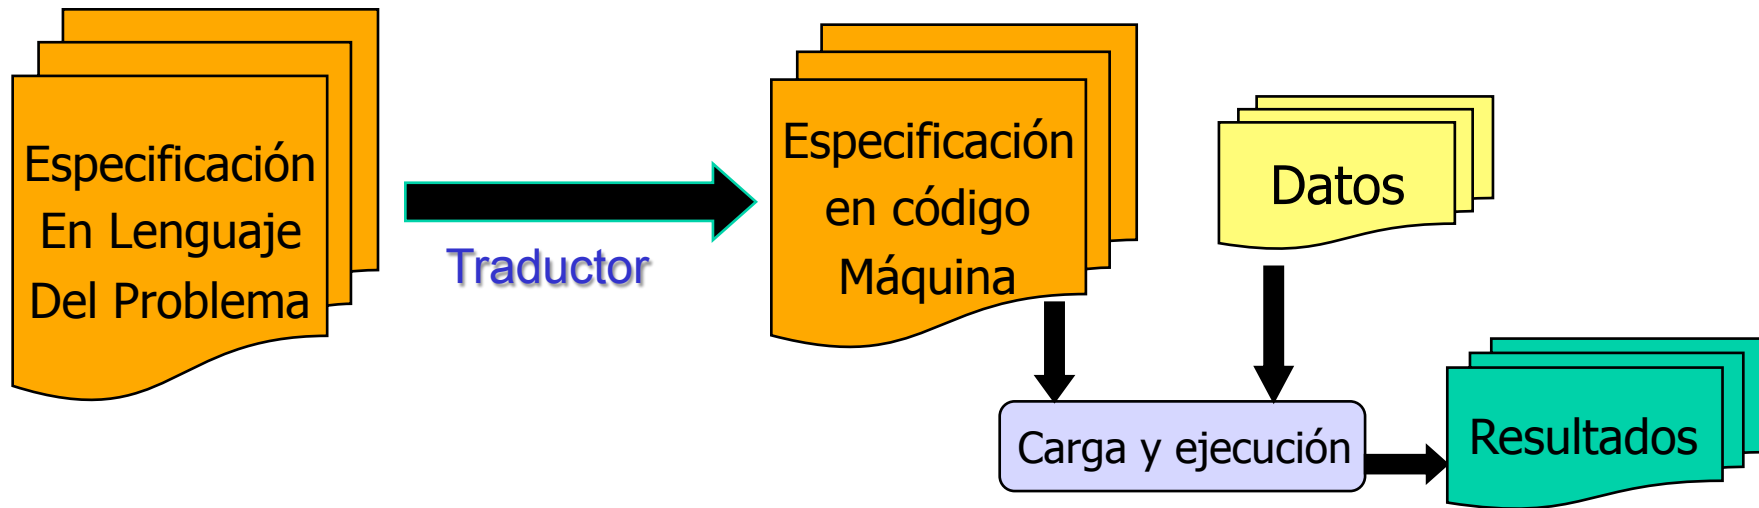 Especificación
En Lenguaje
Del Problema
Traductor
Especificación
en código
Máquina
Datos
Carga y ejecución
Resultados